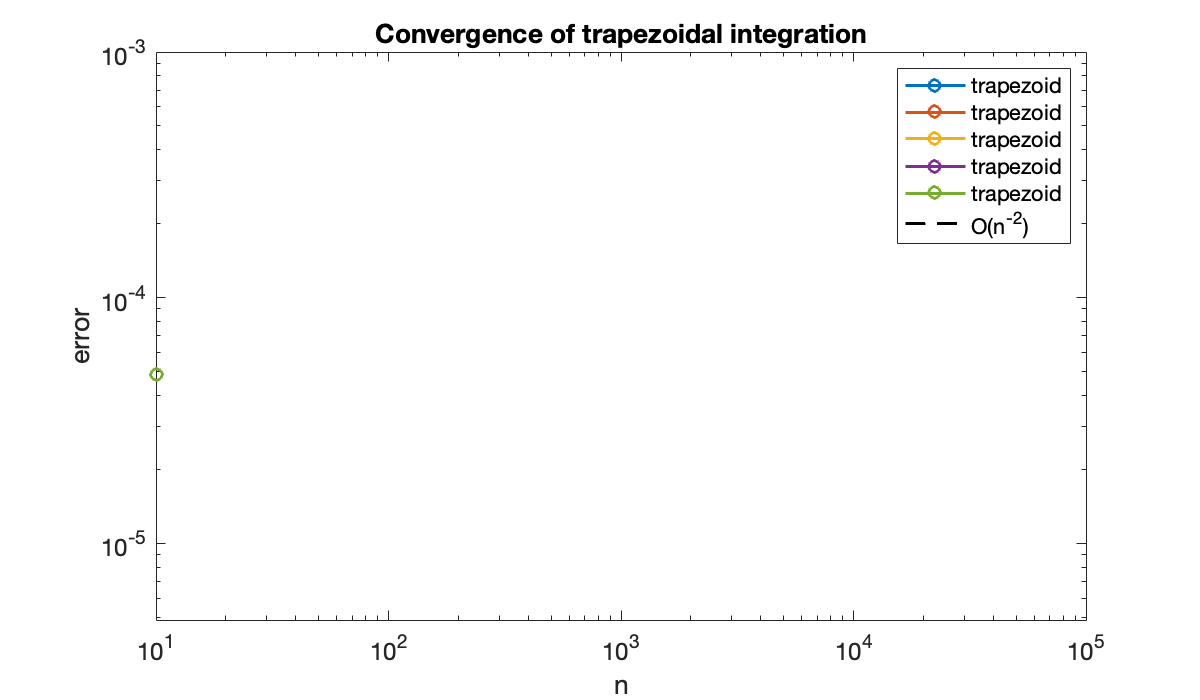 Convergence of trapezoidal integration
10^-3
10^-4
10^-5
error
trapezoid
trapezoid
trapezoid
trapezoid
trapezoid
O(n^-2)
10^1
10^2
10^3
10^4
10^5
n